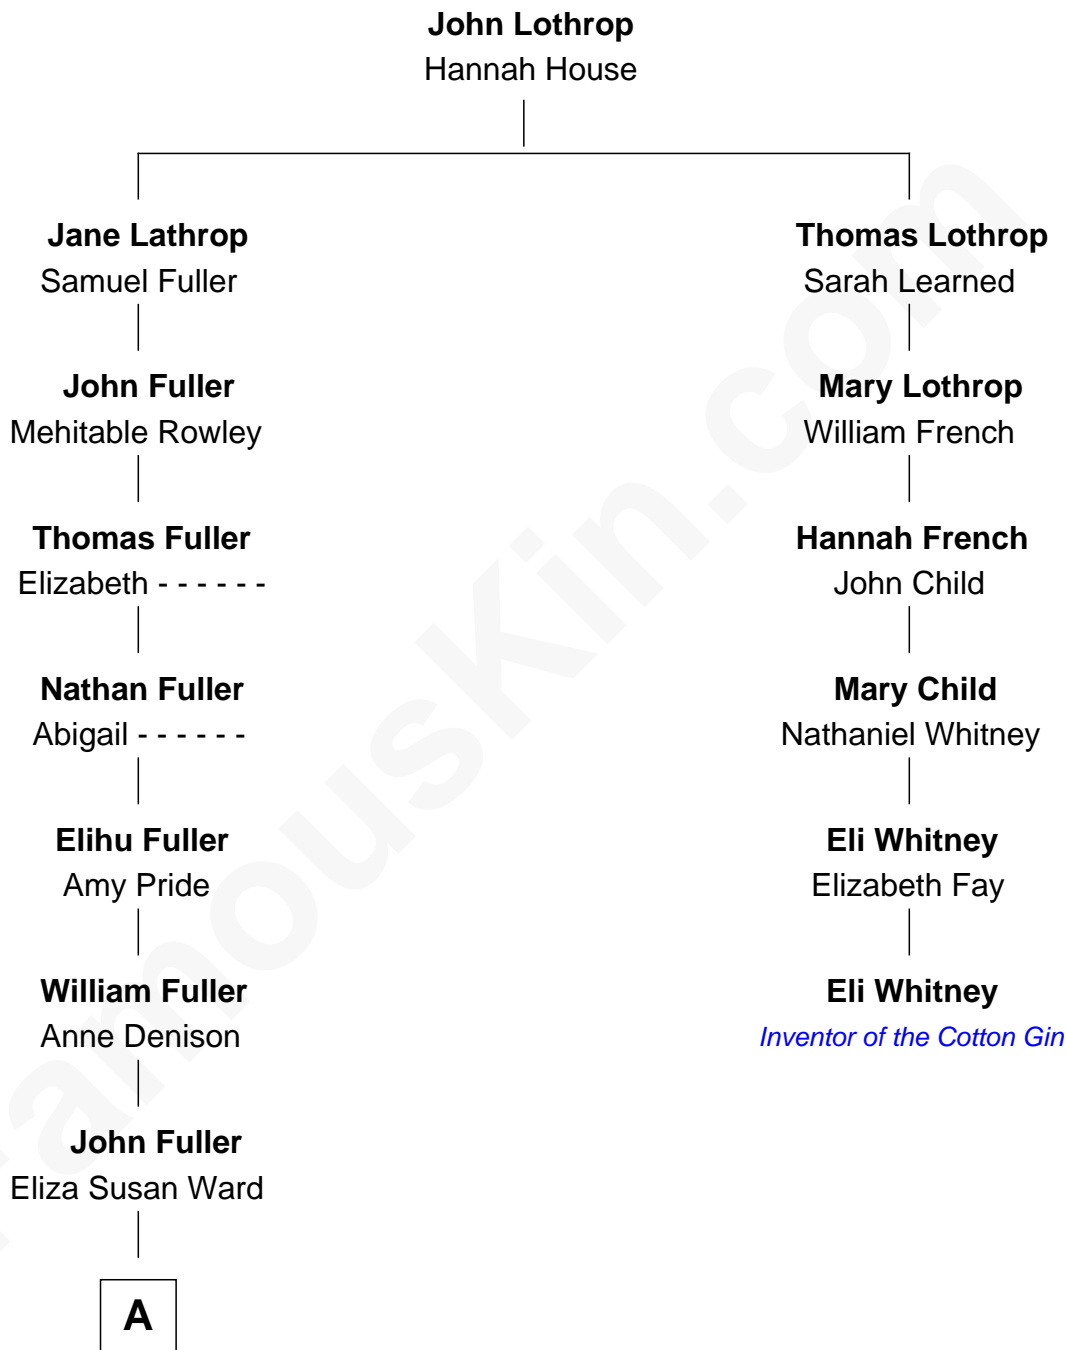 John Lothrop
Hannah House
Jane Lathrop
Samuel Fuller
Thomas Lothrop
Sarah Learned
John Fuller
Mehitable Rowley
Mary Lothrop
William French
Thomas Fuller
Elizabeth - - - - - -
Hannah French
John Child
Nathan Fuller
Abigail - - - - - -
Mary Child
Nathaniel Whitney
Elihu Fuller
Amy Pride
Eli Whitney
Elizabeth Fay
William Fuller
Anne Denison
Eli Whitney
Inventor of the Cotton Gin
John Fuller
Eliza Susan Ward
A
FamousKin.com